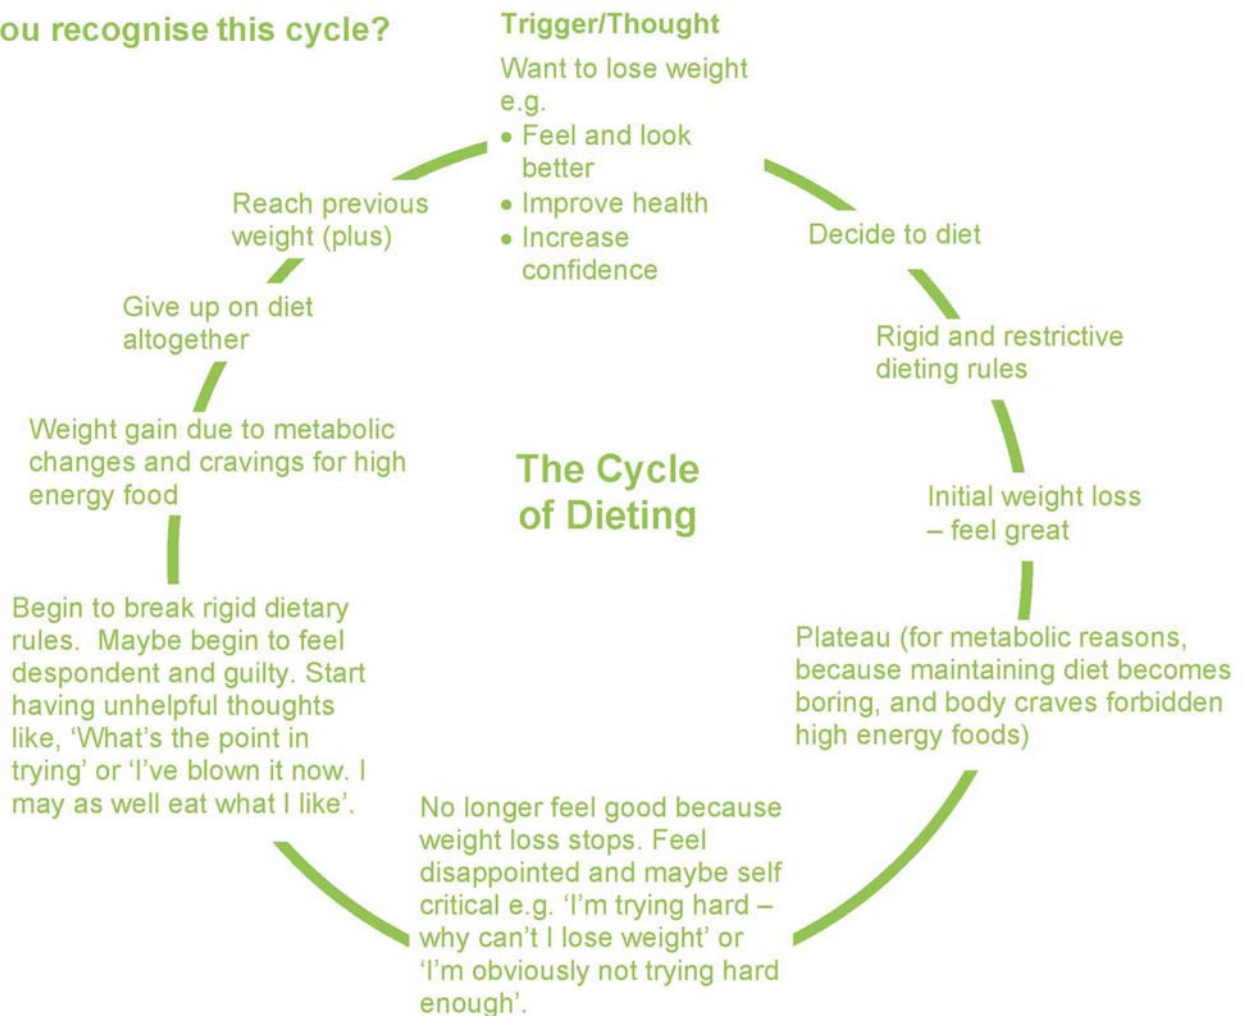 ou recognise this cycle?
Trigger/Thought
Want to lose weight
e.g.
• Feel and look
better
• Improve health
• Increase
confidence
Decide to diet
Rigid and restrictive
dieting rules
Initial weight loss
– feel great
Plateau (for metabolic reasons,
because maintaining diet becomes
boring, and body craves forbidden
high energy foods)
No longer feel good because
weight loss stops. Feel
disappointed and maybe self
critical e.g. ‘I’m trying hard –
why can’t I lose weight’ or
‘I’m obviously not trying hard
enough’.
Begin to break rigid dietary
rules.  Maybe begin to feel
despondent and guilty. Start
having unhelpful thoughts
like, ‘What’s the point in
trying’ or ‘I’ve blown it now. I
may as well eat what I like’.
Weight gain due to metabolic
changes and cravings for high
energy food
Give up on diet
altogether
Reach previous
weight (plus)
The Cycle
of Dieting